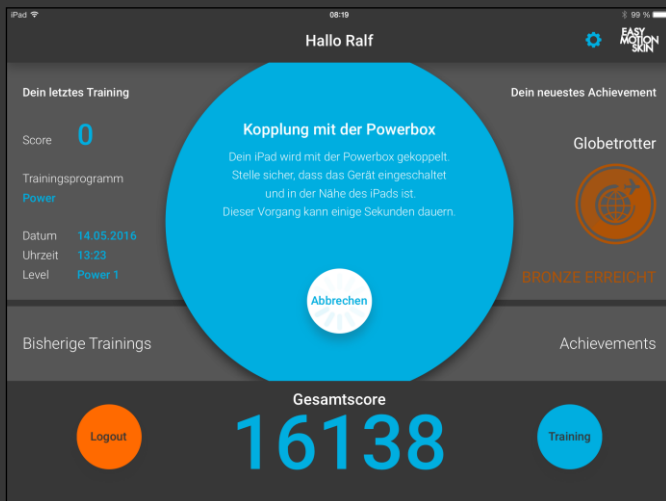 iPad
08:19
99 %
Hallo Ralf
EASY
MOTION
SKIN
Dein letztes Training
Score 0
Trainingsprogramm
Power
Datum 14.05.2016
Uhrzeit 13:23
Level Power 1
Kopplung mit der Powerbox
Dein iPad wird mit der Powerbox gekoppelt.
Stelle sicher, dass das Gerät eingeschaltet
und in der Nähe des iPads ist.
Dieser Vorgang kann einige Sekunden dauern.
Abbrechen
Dein neuestes Achievement
Globetrotter
BRONZE ERREICHT
Bisherige Trainings
Achievements
Gesamtscore
16138
Logout
Training